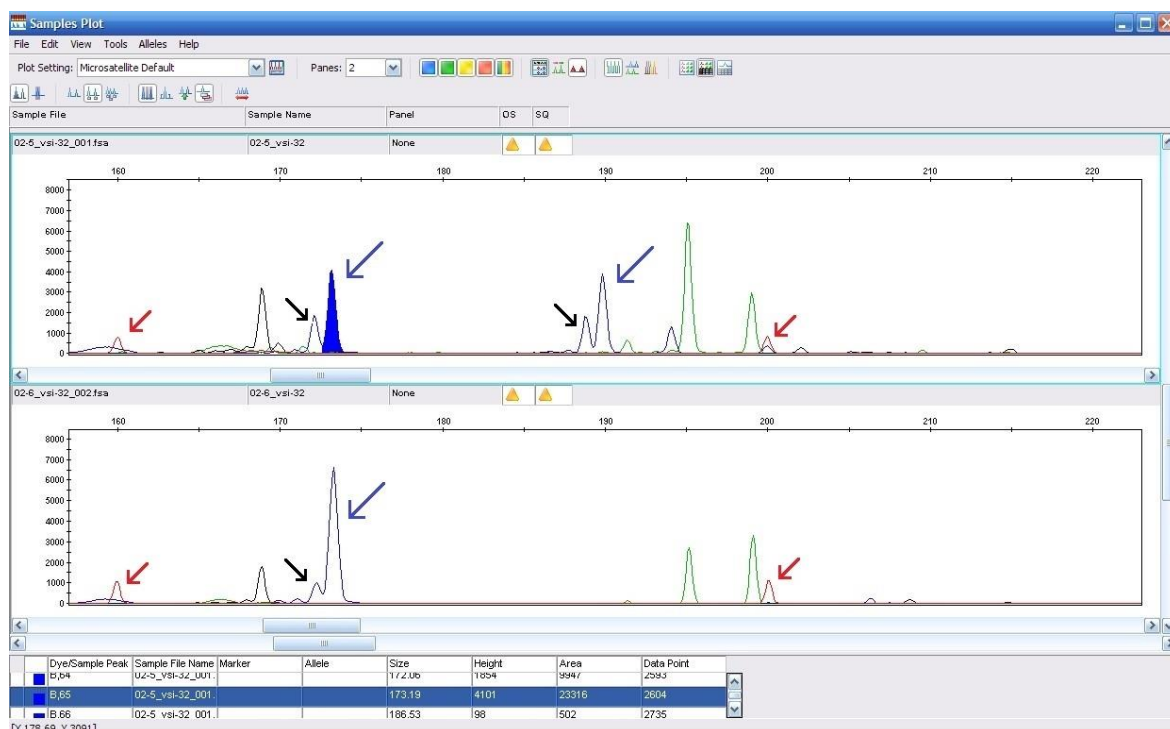 Samples Plot
File Edit View Tools Alleles Help
Plot Setting: Microsatellite Default Panes: 2
Sample File Sample Name Panel OS SQ
02-5_vsi-32_001.fsa 02-5_vsi-32 None
160 170 180 190 200 210 220
8000
7000
6000
5000
4000
3000
2000
1000
0
02-6_vsi-32_002.fsa 02-6_vsi-32 None
160 170 180 190 200 210 220
8000
7000
6000
5000
4000
3000
2000
1000
0
Dye/Sample Peak Sample File Name Marker Allele Size Height Area Data Point
B,64 02-5_vsi-32_001. 172.06 1854 9947 2593
B,65 02-5_vsi-32_001. 173.19 4101 23316 2604
B,66 02-5_vsi-32_001. 186.53 98 502 2735
[X 178.69, Y 3091]